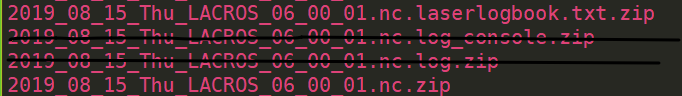 2019_08_15_Thu_LACROS_06_00_01.nc.laserlogbook.txt.zip
2019_08_15_Thu_LACROS_06_00_01.nc.log_console.zip
2019_08_15_Thu_LACROS_06_00_01.nc.log.zip
2019_08_15_Thu_LACROS_06_00_01.nc.zip